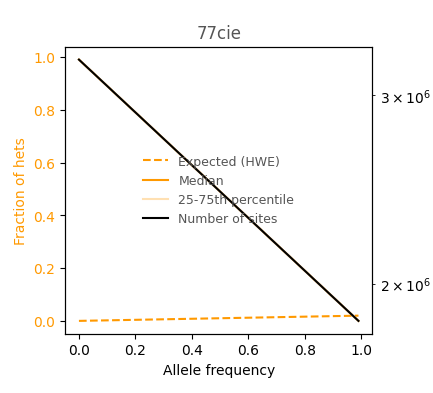 77cie
1.0
0.8
0.6
0.4
0.2
0.0
Fraction of hets
3 × 10⁶
2 × 10⁶
Expected (HWE)
Median
25-75th percentile
Number of sites
0.0 0.2 0.4 0.6 0.8 1.0
Allele frequency